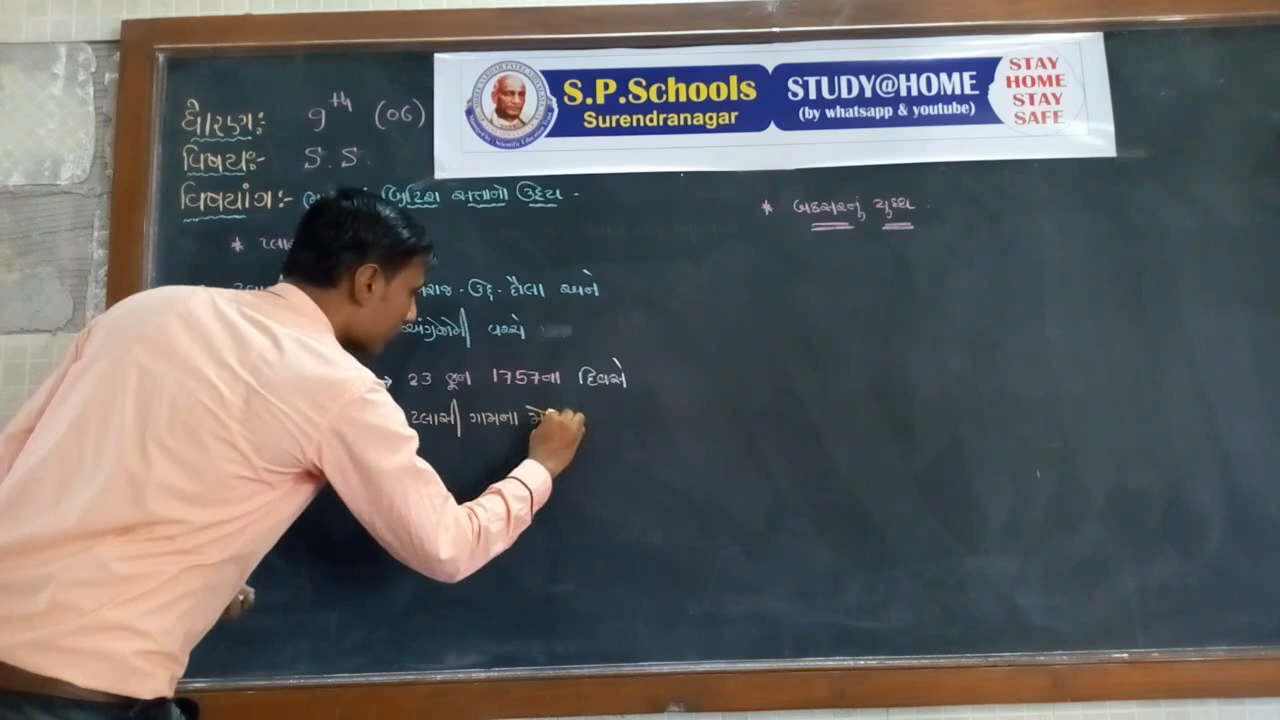 S.P.Schools
Surendranagar
STUDY@HOME
(by whatsapp & youtube)
STAY
HOME
STAY
SAFE
ધોરણઃ- 9th (06)
વિષયઃ- S.S.
વિષયાંગઃ- બ્રિટિશ સત્તાનો ઉદય -
* પ્લા
ઉદ્ - દૌલા અને
અંગ્રેજો વચ્ચે
→ 23 જૂન 1757ના દિવસે
પ્લાસી ગામના
* બક્સરનું યુદ્ધ -